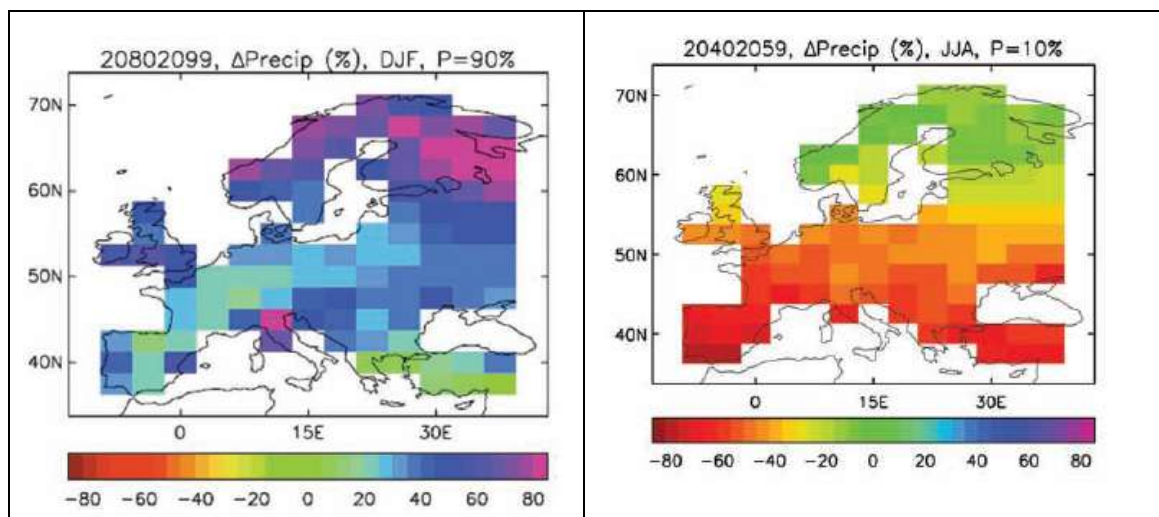 20802099, ΔPrecip (%), DJF, P=90%
70N
60N
50N
40N
0 15E 30E
-80 -60 -40 -20 0 20 40 60 80
20402059, ΔPrecip (%), JJA, P=10%
70N
60N
50N
40N
0 15E 30E
-80 -60 -40 -20 0 20 40 60 80